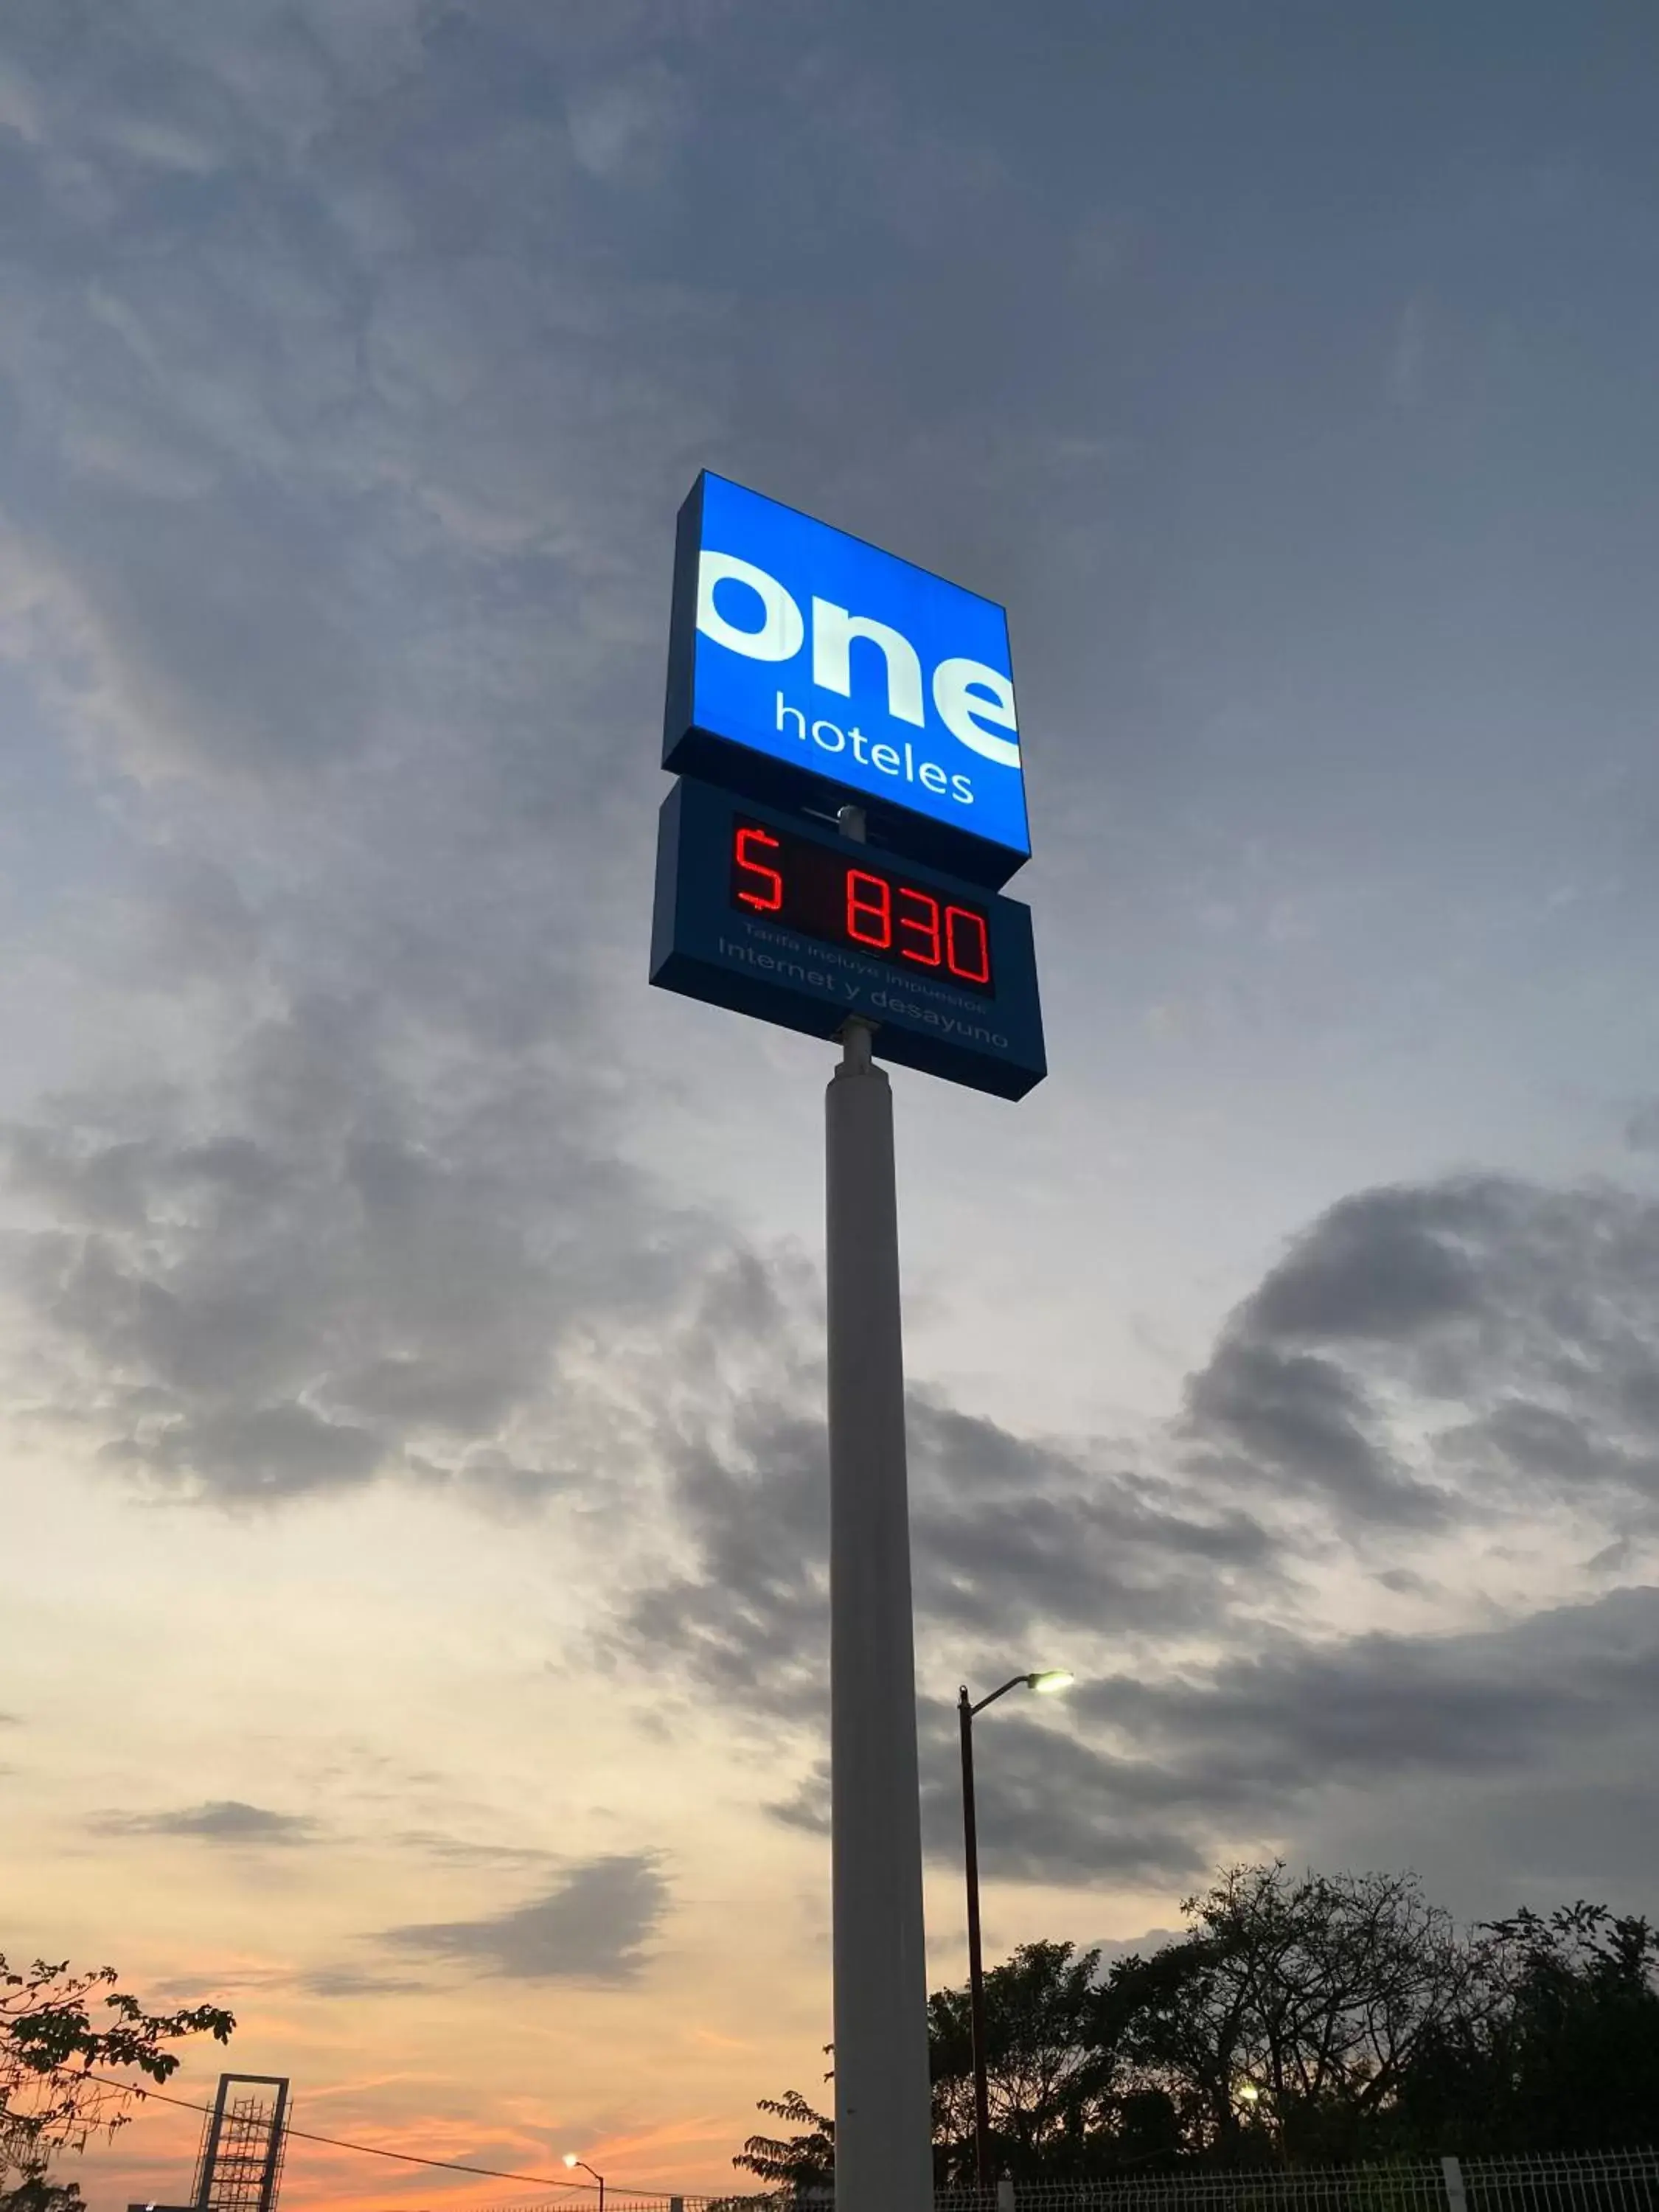 one
hoteles
$ 830
Tarifa incluye impuestos
Internet y desayuno